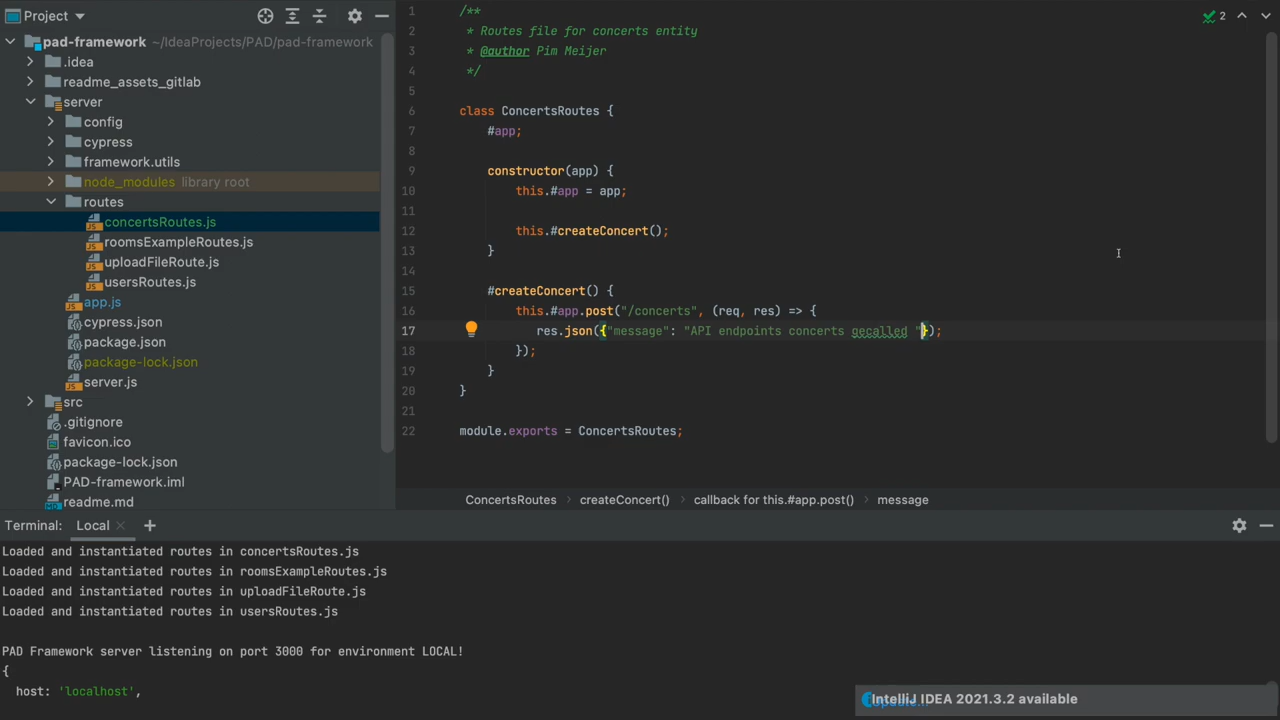 Project
pad-framework ~/IdeaProjects/PAD/pad-framework
.idea
readme_assets_gitlab
server
config
cypress
framework.utils
node_modules library root
routes
concertsRoutes.js
roomsExampleRoutes.js
uploadFileRoute.js
usersRoutes.js
app.js
cypress.json
package.json
package-lock.json
server.js
src
.gitignore
favicon.ico
package-lock.json
PAD-framework.iml
readme.md
2
1 /**
2 * Routes file for concerts entity
3 * @author Pim Meijer
4 */
5
6 class ConcertsRoutes {
7 #app;
8
9 constructor(app) {
10 this.#app = app;
11
12 this.#createConcert();
13 }
14
15 #createConcert() {
16 this.#app.post("/concerts", (req, res) => {
17 res.json({"message": "API endpoints concerts gecalled "});
18 });
19 }
20 }
21
22 module.exports = ConcertsRoutes;
ConcertsRoutes > createConcert() > callback for this.#app.post() > message
Terminal: Local × +
Loaded and instantiated routes in concertsRoutes.js
Loaded and instantiated routes in roomsExampleRoutes.js
Loaded and instantiated routes in uploadFileRoute.js
Loaded and instantiated routes in usersRoutes.js
PAD Framework server listening on port 3000 for environment LOCAL!
{
host: 'localhost',
IntelliJ IDEA 2021.3.2 available